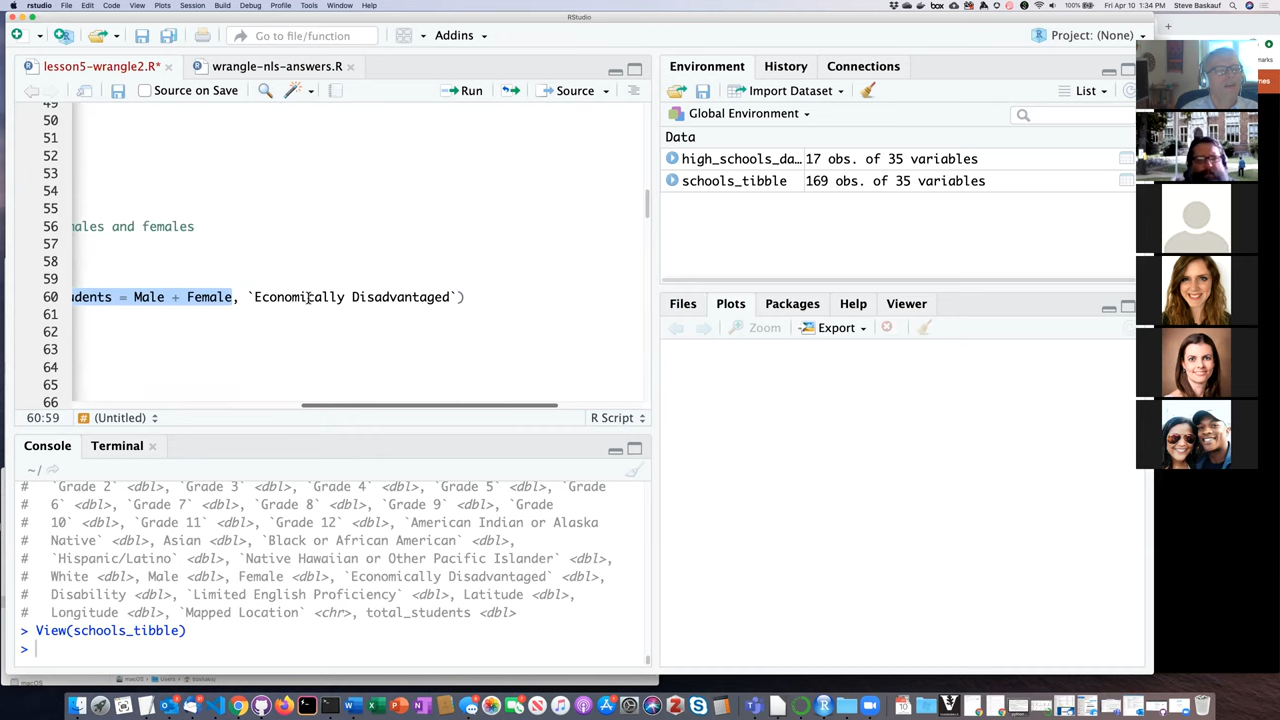 rstudio File Edit Code View Plots Session Build Debug Profile Tools Window Help
100% Fri Apr 10 1:34 PM Steve Baskauf
RStudio
Go to file/function Addins Project: (None)
lesson5-wrangle2.R* wrangle-nls-answers.R
Source on Save Run Source
49
50
51
52
53
54
55
56 males and females
57
58
59
60 udents = Male + Female, `Economically Disadvantaged`)
61
62
63
64
65
66
60:59 # (Untitled) R Script
Console Terminal
~/
# `Grade 2` <dbl>, `Grade 3` <dbl>, `Grade 4` <dbl>, `Grade 5` <dbl>, `Grade
# 6` <dbl>, `Grade 7` <dbl>, `Grade 8` <dbl>, `Grade 9` <dbl>, `Grade
# 10` <dbl>, `Grade 11` <dbl>, `Grade 12` <dbl>, `American Indian or Alaska
# Native` <dbl>, Asian <dbl>, `Black or African American` <dbl>,
# `Hispanic/Latino` <dbl>, `Native Hawaiian or Other Pacific Islander` <dbl>,
# White <dbl>, Male <dbl>, Female <dbl>, `Economically Disadvantaged` <dbl>,
# Disability <dbl>, `Limited English Proficiency` <dbl>, Latitude <dbl>,
# Longitude <dbl>, `Mapped Location` <chr>, total_students <dbl>
> View(schools_tibble)
>
Environment History Connections
Import Dataset List
Global Environment
Data
high_schools_da… 17 obs. of 35 variables
schools_tibble 169 obs. of 35 variables
Files Plots Packages Help Viewer
Zoom Export
marks
nes
macOS
macOS Users baskausj